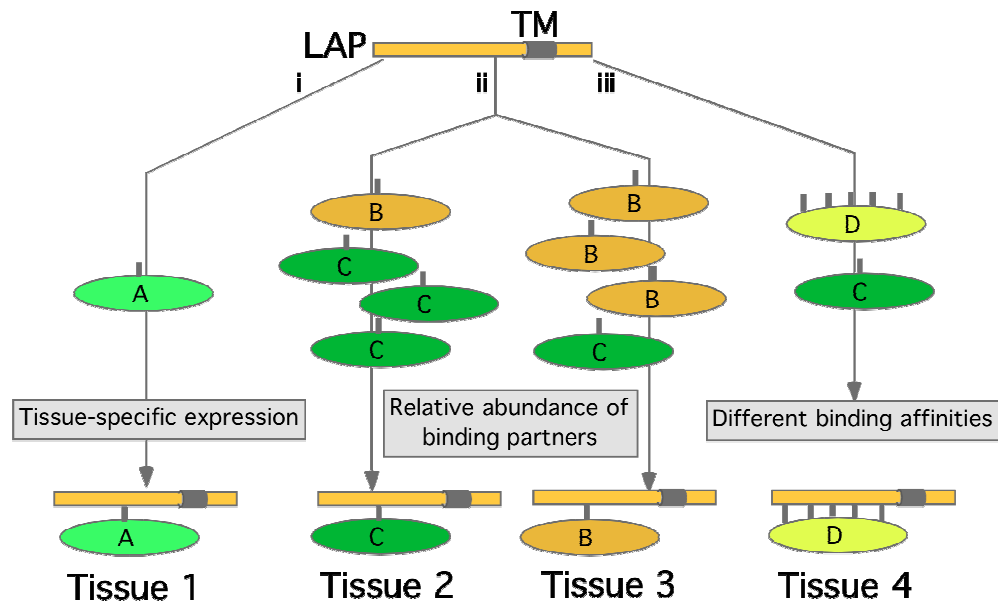 TM
LAP
i
ii
iii
B
C
C
C
B
B
B
C
D
C
A
Tissue-specific expression
Relative abundance of
binding partners
Different binding affinities
A
C
B
D
Tissue 1
Tissue 2
Tissue 3
Tissue 4